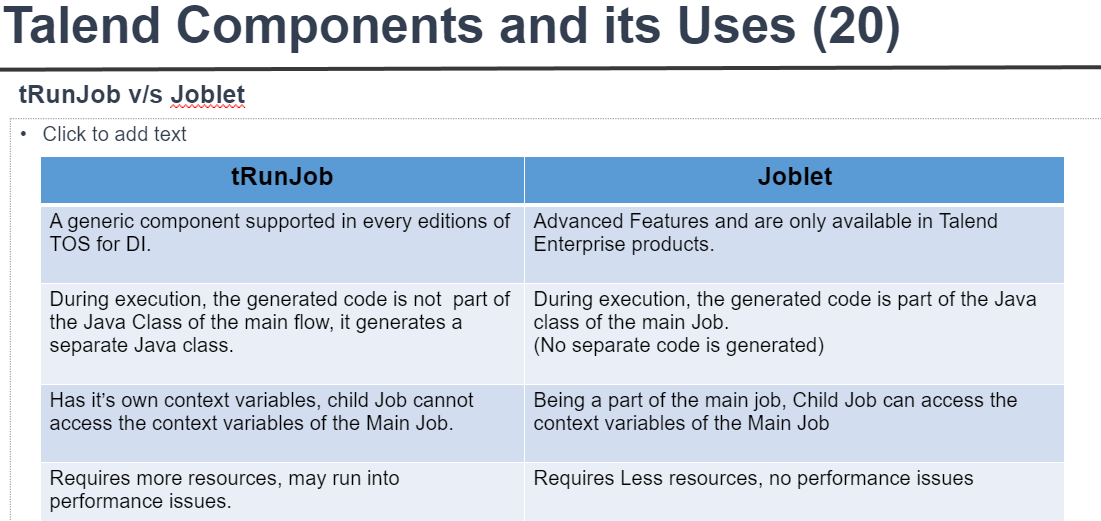 Talend Components and its Uses (20)
tRunJob v/s Joblet
• Click to add text
tRunJob
Joblet
A generic component supported in every editions of
TOS for DI.
Advanced Features and are only available in Talend
Enterprise products.
During execution, the generated code is not  part of
the Java Class of the main flow, it generates a
separate Java class.
During execution, the generated code is part of the Java
class of the main Job.
(No separate code is generated)
Has it’s own context variables, child Job cannot
access the context variables of the Main Job.
Being a part of the main job, Child Job can access the
context variables of the Main Job
Requires more resources, may run into
performance issues.
Requires Less resources, no performance issues